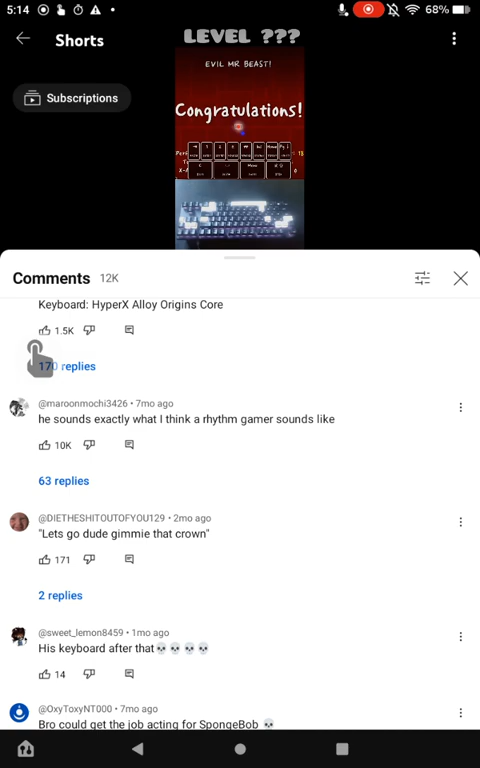 5:14
68%
Shorts
LEVEL ???
Subscriptions
EVIL MR BEAST!
Congratulations!
Comments 12K
Keyboard: HyperX Alloy Origins Core
1.5K
170 replies
@maroonmochi3426 • 7mo ago
he sounds exactly what I think a rhythm gamer sounds like
10K
63 replies
@DIETHESHITOUTOFYOU129 • 2mo ago
"Lets go dude gimmie that crown"
171
2 replies
@sweet_lemon8459 • 1mo ago
His keyboard after that💀💀💀💀
14
@OxyToxyNT000 • 7mo ago
Bro could get the job acting for SpongeBob 💀